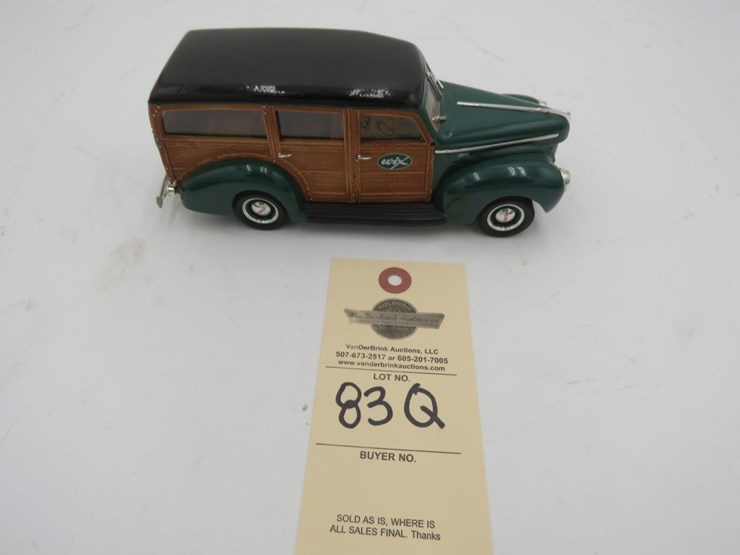 wix
VanDerBrink Auctions, LLC
507-673-2517 or 605-201-7005
www.vanderbrinkauctions.com
LOT NO.
83Q
BUYER NO.
SOLD AS IS, WHERE IS
ALL SALES FINAL. Thanks